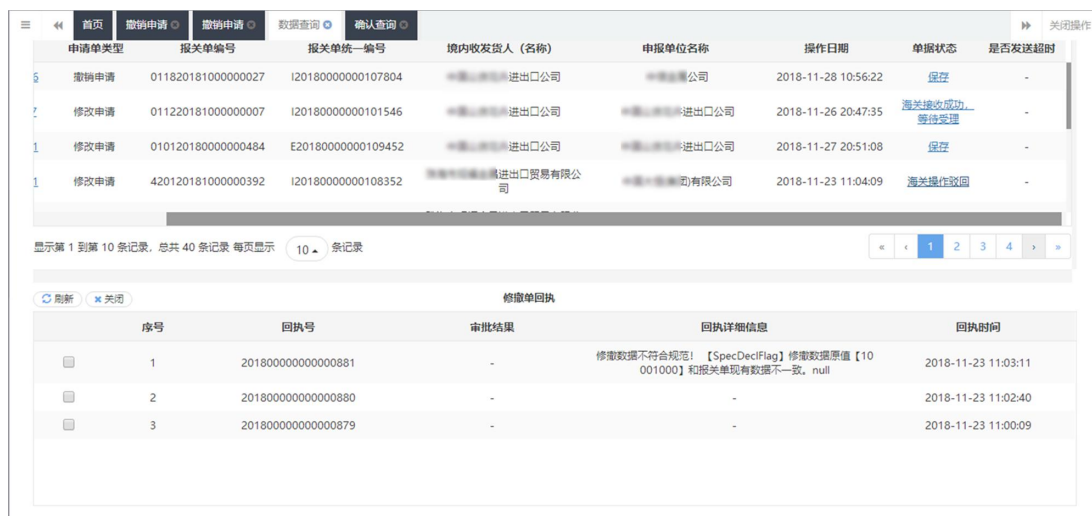 首页 撤销申请 撤销申请 数据查询 确认查询 关闭操作
申请单类型 报关单编号 报关单统一编号 境内收发货人（名称） 申报单位名称 操作日期 单据状态 是否发送超时
6 撤销申请 011820181000000027 I20180000000107804 进出口公司 公司 2018-11-28 10:56:22 保存 -
7 修改申请 011220181000000007 I20180000000101546 进出口公司 进出口公司 2018-11-26 20:47:35 海关接收成功，
等待受理 -
1 修改申请 010120180000000484 E20180000000109452 进出口公司 进出口公司 2018-11-27 20:51:08 保存 -
1 修改申请 420120181000000392 I20180000000108352 进出口贸易有限公
司 团)有限公司 2018-11-23 11:04:09 海关操作驳回 -
显示第 1 到第 10 条记录，总共 40 条记录 每页显示 10 条记录 « ‹ 1 2 3 4 › »
刷新 关闭 修撤单回执
序号 回执号 审批结果 回执详细信息 回执时间
1 201800000000000881 - 修撤数据不符合规范！ 【SpecDeclFlag】修撤数据原值【10
001000】和报关单现有数据不一致。null 2018-11-23 11:03:11
2 201800000000000880 - - 2018-11-23 11:02:40
3 201800000000000879 - - 2018-11-23 11:00:09